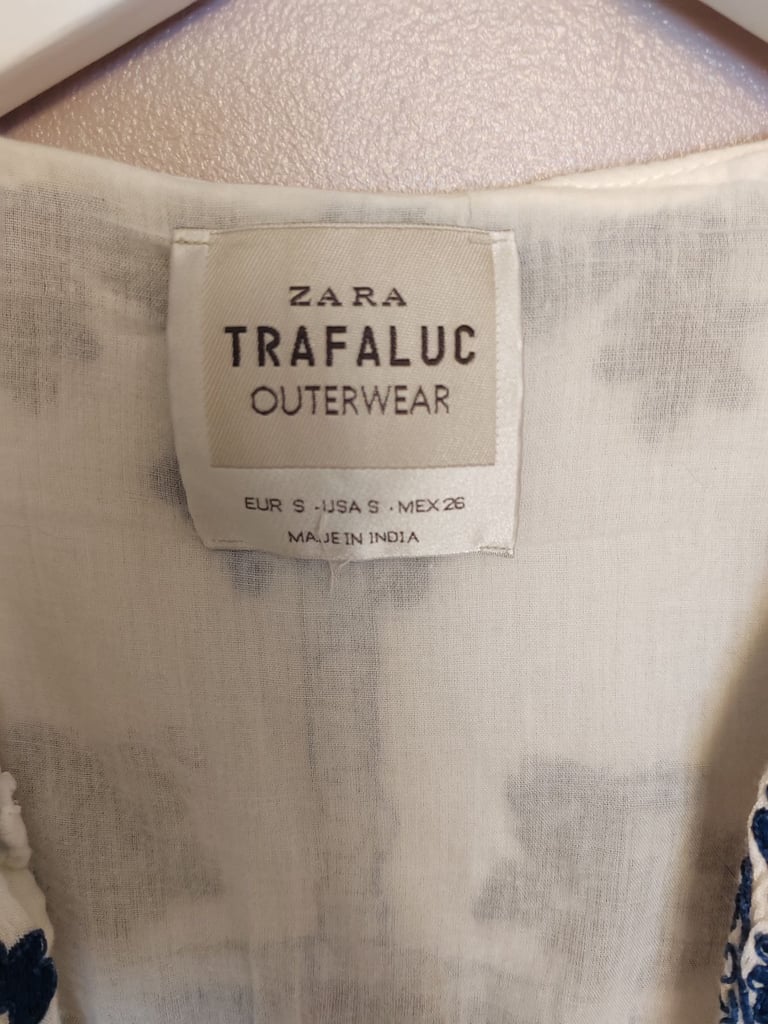 ZARA
TRAFALUC
OUTERWEAR
EUR S · USA S · MEX 26
MADE IN INDIA